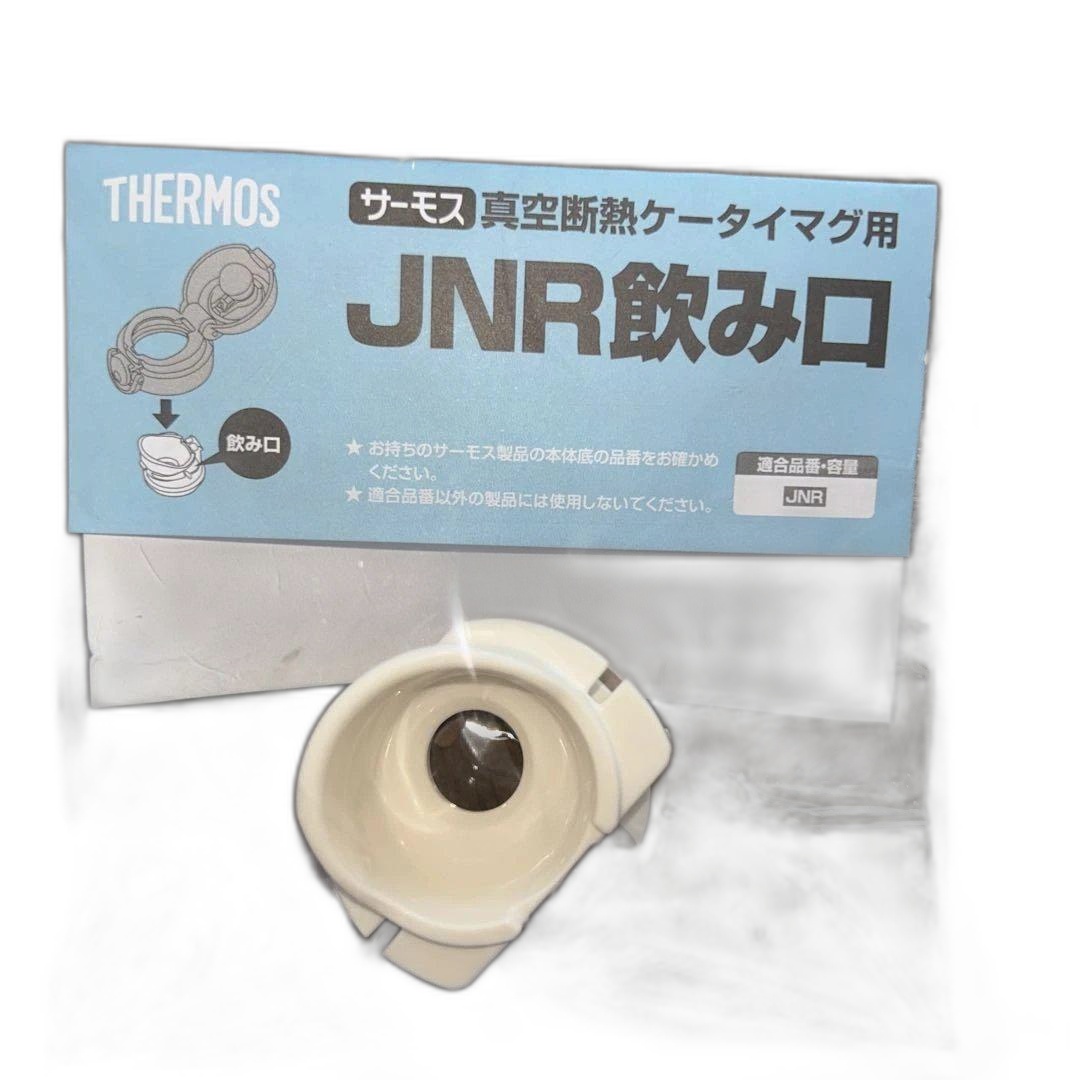 THERMOS
サーモス 真空断熱ケータイマグ用
JNR飲み口
飲み口
★ お持ちのサーモス製品の本体底の品番をお確かめ
ください。
★ 適合品番以外の製品には使用しないでください。
適合品番・容量
JNR